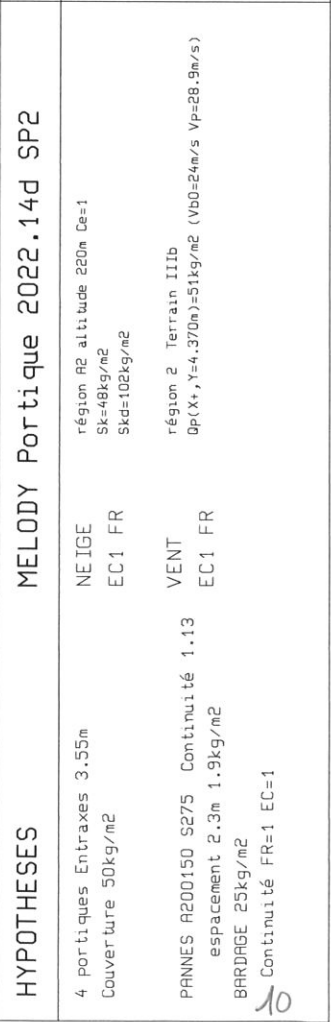 HYPOTHESES
MELODY Portique 2022.14d SP2
4 portiques Entraxes 3.55m
Couverture 50kg/m2
PANNES A200150 S275 Continuité 1.13
espacement 2.3m 1.9kg/m2
BARDAGE 25kg/m2
Continuité FR=1 EC=1
10
NEIGE
EC1 FR
région A2 altitude 220m Ce=1
Sk=48kg/m2
Skd=102kg/m2
VENT
EC1 FR
région 2 Terrain IIIb
Qp(X+,Y=4.370m)=51kg/m2 (Vb0=24m/s Vp=28.9m/s)